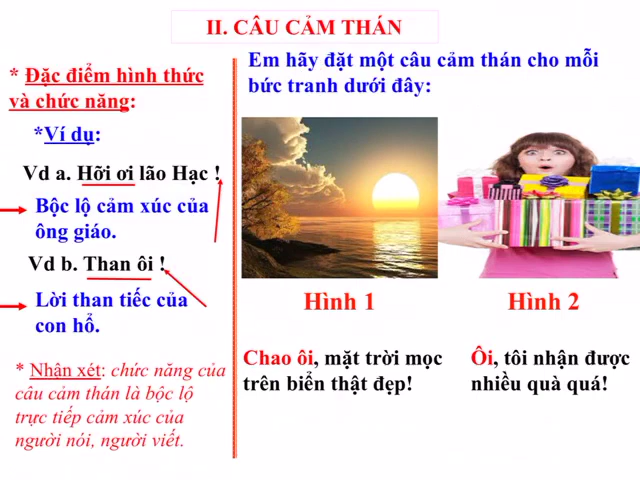 II. CÂU CẢM THÁN
* Đặc điểm hình thức
và chức năng:
*Ví dụ:
Vd a. Hỡi ơi lão Hạc !
Bộc lộ cảm xúc của
ông giáo.
Vd b. Than ôi !
Lời than tiếc của
con hổ.
* Nhận xét: chức năng của
câu cảm thán là bộc lộ
trực tiếp cảm xúc của
người nói, người viết.
Em hãy đặt một câu cảm thán cho mỗi
bức tranh dưới đây:
Hình 1
Hình 2
Chao ôi, mặt trời mọc
trên biển thật đẹp!
Ôi, tôi nhận được
nhiều quà quá!